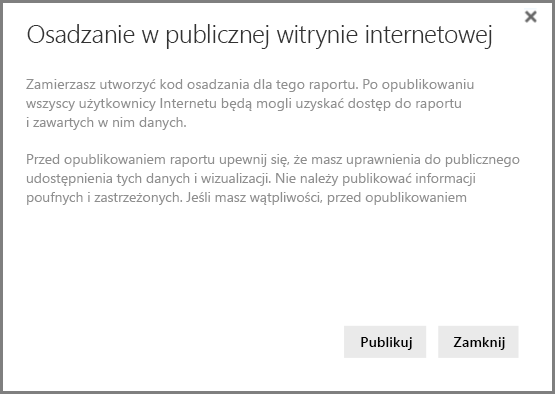 Osadzanie w publicznej witrynie internetowej
Zamierzasz utworzyć kod osadzania dla tego raportu. Po opublikowaniu
wszyscy użytkownicy Internetu będą mogli uzyskać dostęp do raportu
i zawartych w nim danych.
Przed opublikowaniem raportu upewnij się, że masz uprawnienia do publicznego
udostępnienia tych danych i wizualizacji. Nie należy publikować informacji
poufnych i zastrzeżonych. Jeśli masz wątpliwości, przed opublikowaniem
Publikuj Zamknij